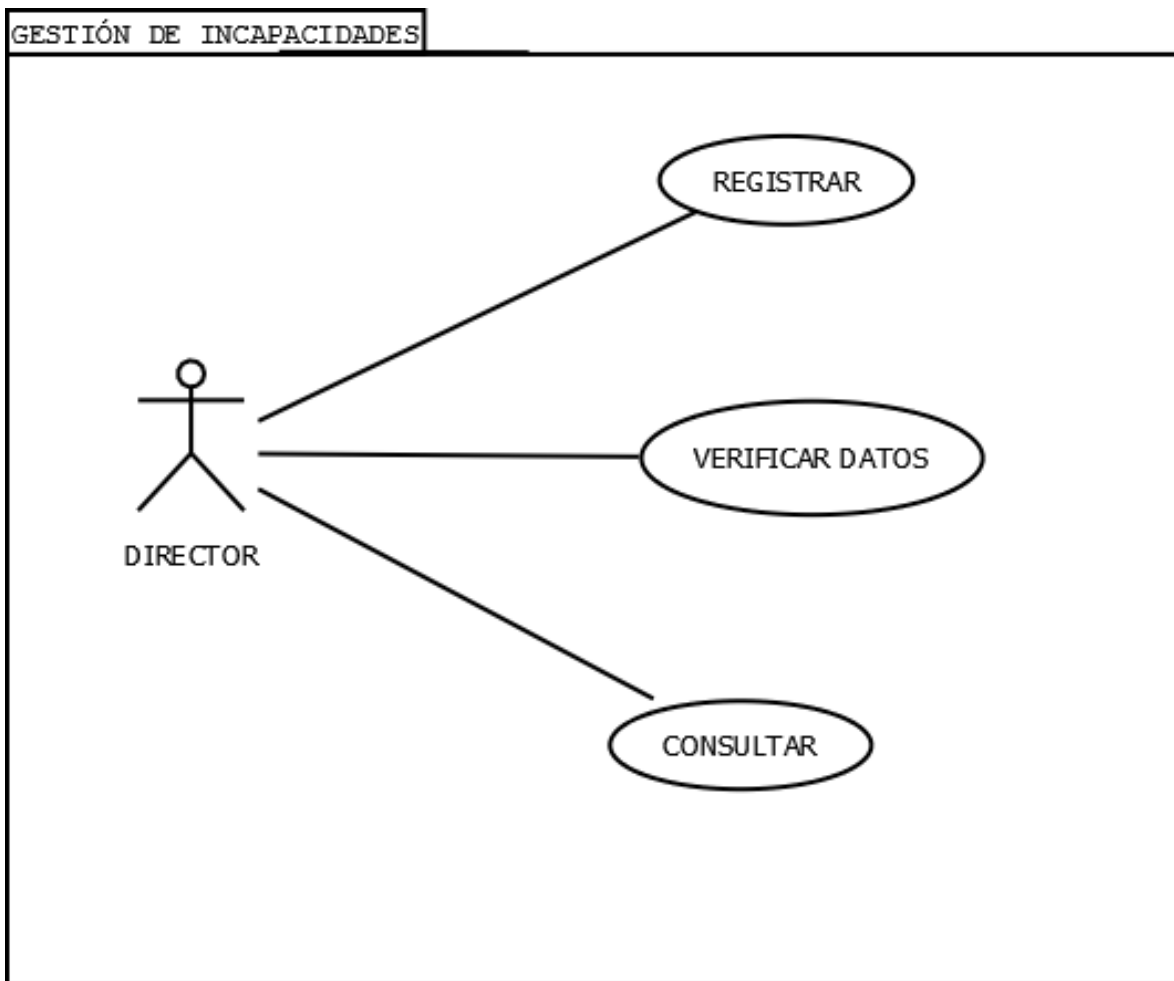 GESTIÓN DE INCAPACIDADES
REGISTRAR
VERIFICAR DATOS
DIRECTOR
CONSULTAR